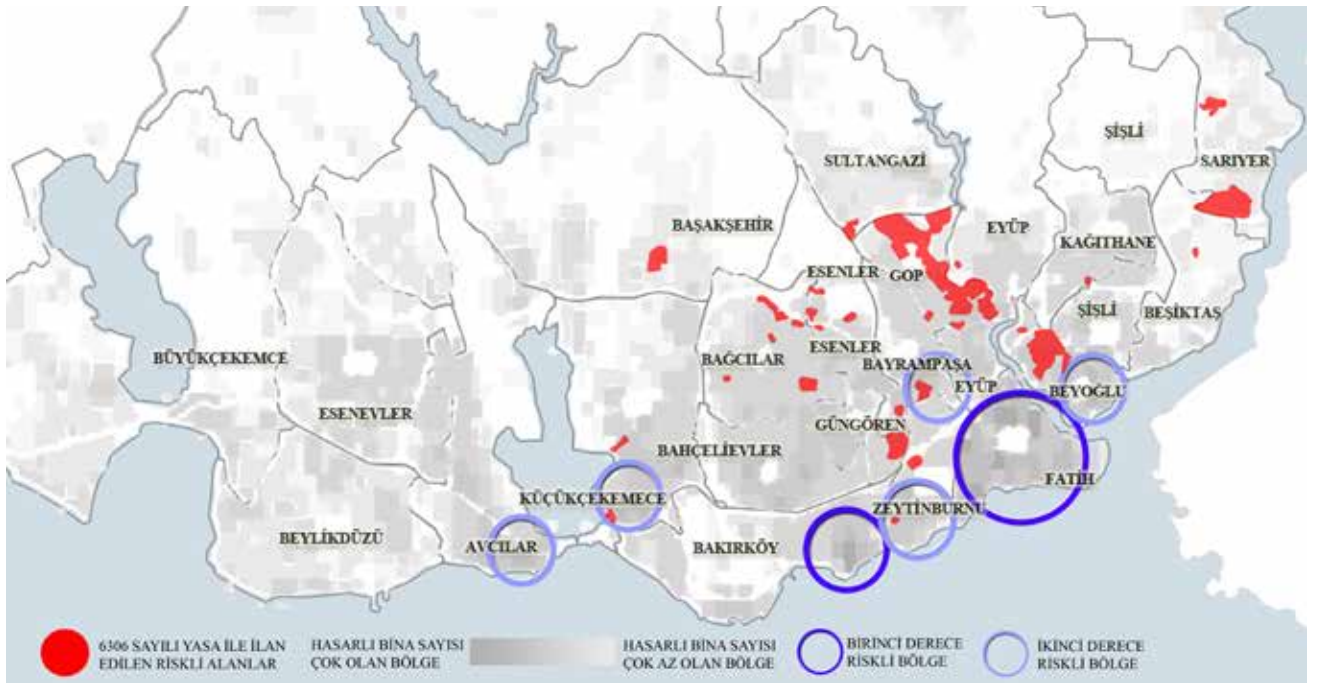 ŞİŞLİ
SULTANGAZİ
SARIYER
BAŞAKŞEHİR
EYÜP
KAĞITHANE
ESENLER
GOP
ŞİŞLİ
BEŞİKTAŞ
BÜYÜKÇEKEMCE
BAĞCILAR
ESENLER
BAYRAMPAŞA
EYÜP
BEYOĞLU
ESENEVLER
GÜNGÖREN
BAHÇELİEVLER
FATİH
KÜÇÜKÇEKEMECE
ZEYTİNBURNU
BEYLİKDÜZÜ
AVCILAR
BAKIRKÖY
6306 SAYILI YASA İLE İLAN
EDİLEN RİSKLİ ALANLAR
HASARLI BİNA SAYISI
ÇOK OLAN BÖLGE
HASARLI BİNA SAYISI
ÇOK AZ OLAN BÖLGE
BİRİNCİ DERECE
RİSKLİ BÖLGE
İKİNCİ DERECE
RİSKLİ BÖLGE